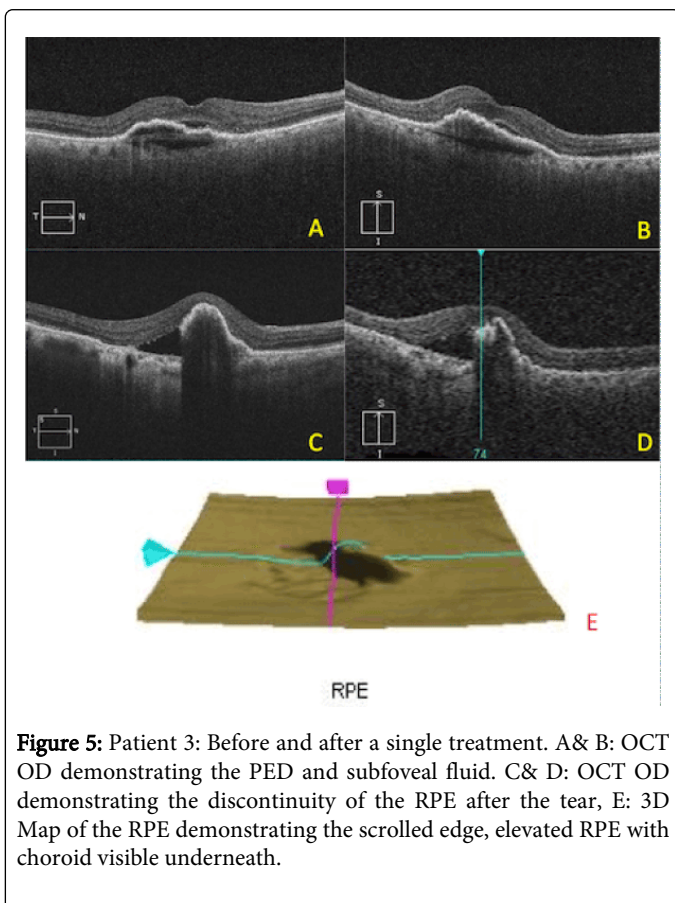 T N
A
S
I
B
S
T N
I
C
S
I
74
D
E
RPE
Figure 5: Patient 3: Before and after a single treatment. A& B: OCT
OD demonstrating the PED and subfoveal fluid. C& D: OCT OD
demonstrating the discontinuity of the RPE after the tear, E: 3D
Map of the RPE demonstrating the scrolled edge, elevated RPE with
choroid visible underneath.